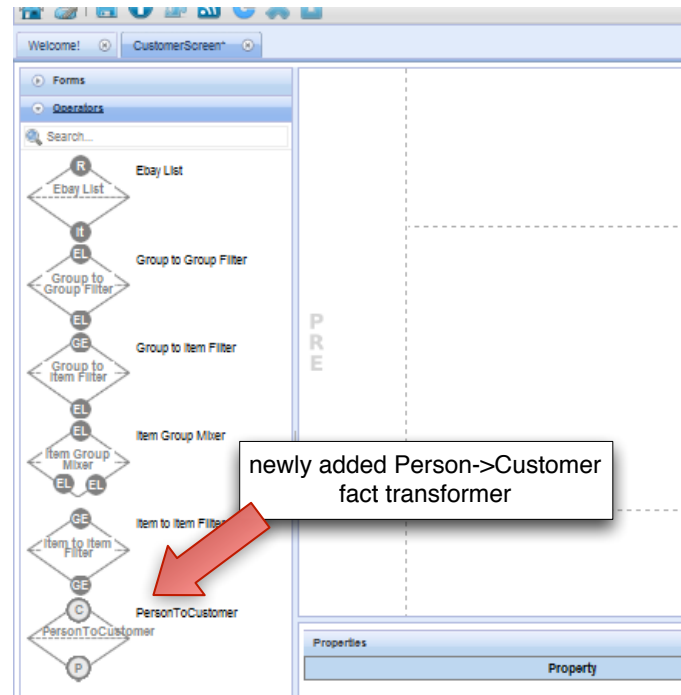 Welcome!
CustomerScreen*
Forms
Operators
Search...
R
Ebay List
It
Ebay List
EL
Group to
Group Filter
EL
Group to Group Filter
GE
Group to
Item Filter
EL
Group to Item Filter
EL
Item Group
Mixer
EL EL
Item Group Mixer
GE
Item to Item
Filter
GE
Item to Item Filter
C
PersonToCustomer
P
PersonToCustomer
P
R
E
newly added Person->Customer
fact transformer
Properties
Property